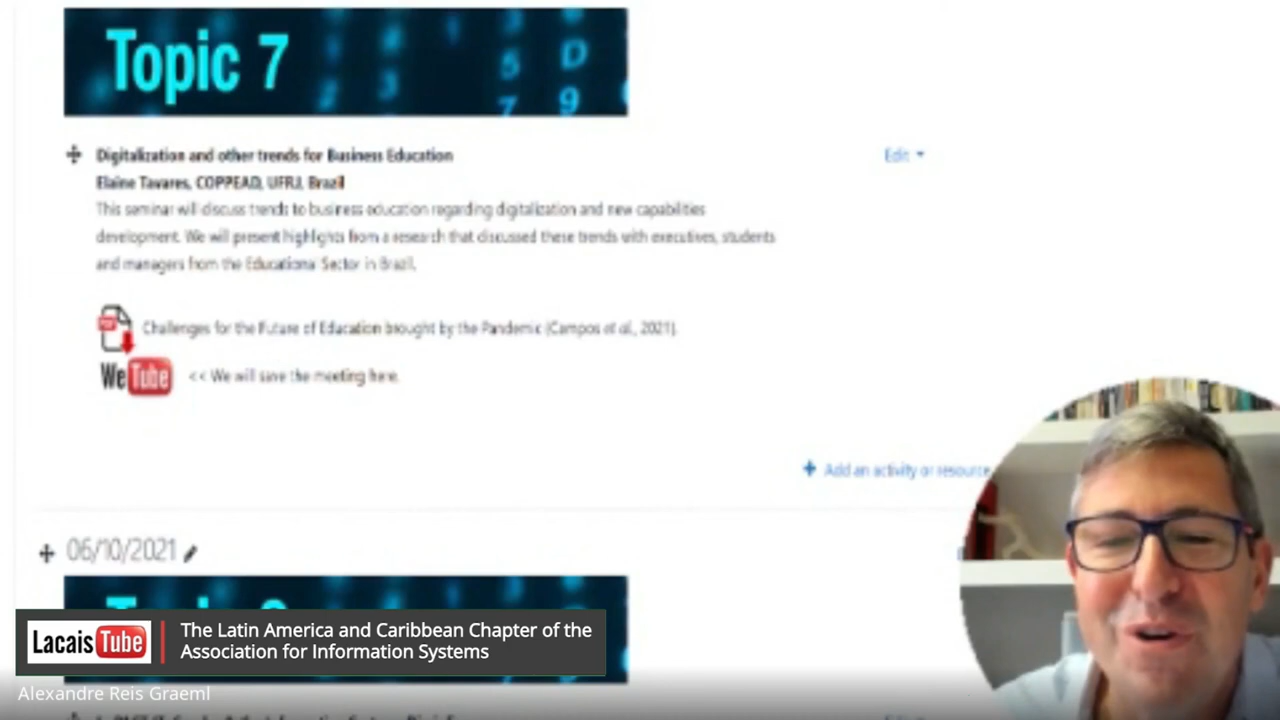 Topic 7
Digitalization and other trends for Business Education
Edit
Elaine Tavares, COPPEAD, UFRJ, Brazil
This seminar will discuss trends to business education regarding digitalization and new capabilities
development. We will present highlights from a research that discussed these trends with executives, students
and managers from the Educational Sector in Brazil.
Challenges for the Future of Education brought by the Pandemic (Campos et al., 2021).
WeTube << We will save the meeting here.
Add an activity or resource
06/10/2021
LacaisTube
The Latin America and Caribbean Chapter of the
Association for Information Systems
Alexandre Reis Graeml